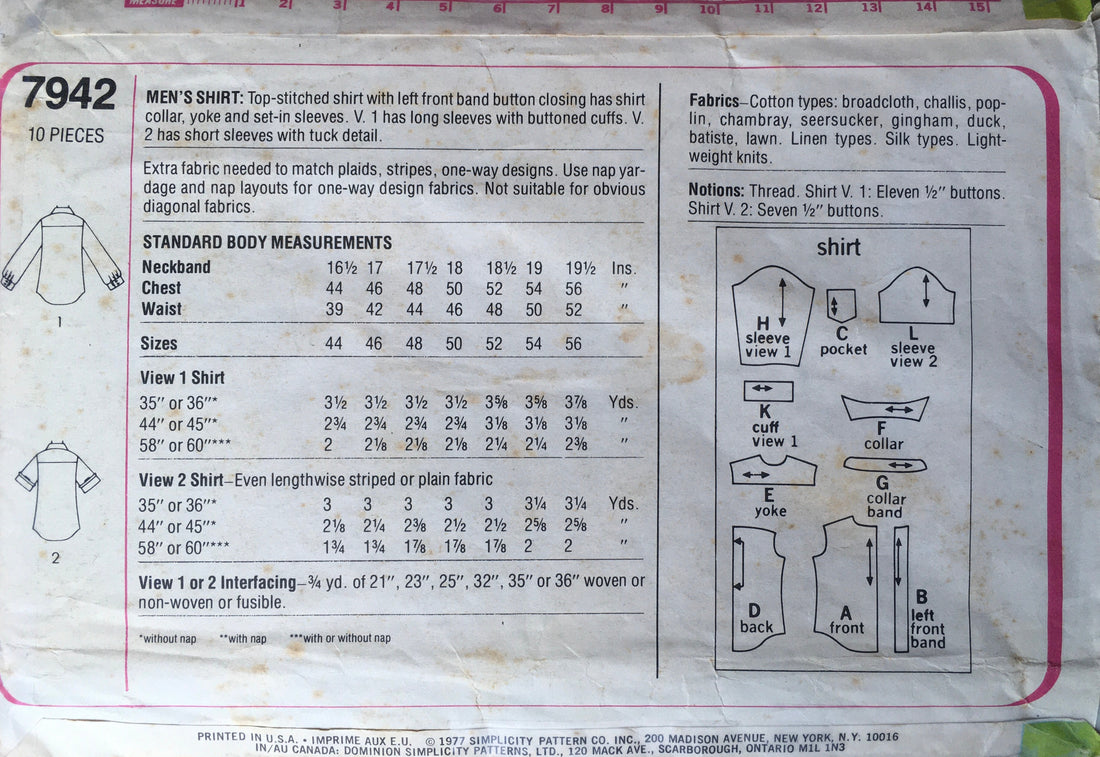 MEASURE 1 2 3 4 5 6 7 8 9 10 11 12 13 14 15
7942
10 PIECES
1
2
MEN'S SHIRT: Top-stitched shirt with left front band button closing has shirt
collar, yoke and set-in sleeves. V. 1 has long sleeves with buttoned cuffs. V.
2 has short sleeves with tuck detail.
Extra fabric needed to match plaids, stripes, one-way designs. Use nap yar-
dage and nap layouts for one-way design fabrics. Not suitable for obvious
diagonal fabrics.
STANDARD BODY MEASUREMENTS
Neckband 16½ 17 17½ 18 18½ 19 19½ Ins.
Chest 44 46 48 50 52 54 56 "
Waist 39 42 44 46 48 50 52 "
Sizes 44 46 48 50 52 54 56
View 1 Shirt
35" or 36"* 3½ 3½ 3½ 3½ 3⅝ 3⅝ 3⅞ Yds.
44" or 45"* 2¾ 2¾ 2¾ 2¾ 3⅛ 3⅛ 3⅛ "
58" or 60"*** 2 2⅛ 2⅛ 2⅛ 2¼ 2¼ 2⅜ "
View 2 Shirt—Even lengthwise striped or plain fabric
35" or 36"* 3 3 3 3 3 3¼ 3¼ Yds.
44" or 45"* 2⅛ 2¼ 2⅜ 2½ 2½ 2⅝ 2⅝ "
58" or 60"*** 1¾ 1¾ 1⅞ 1⅞ 1⅞ 2 2 "
View 1 or 2 Interfacing—¾ yd. of 21", 23", 25", 32", 35" or 36" woven or
non-woven or fusible.
*without nap **with nap ***with or without nap
Fabrics—Cotton types: broadcloth, challis, pop-
lin, chambray, seersucker, gingham, duck,
batiste, lawn. Linen types. Silk types. Light-
weight knits.
Notions: Thread. Shirt V. 1: Eleven ½" buttons.
Shirt V. 2: Seven ½" buttons.
shirt
H
sleeve
view 1
C
pocket
L
sleeve
view 2
K
cuff
view 1
F
collar
E
yoke
G
collar
band
D
back
A
front
B
left
front
band
PRINTED IN U.S.A. • IMPRIME AUX E.U. © 1977 SIMPLICITY PATTERN CO. INC., 200 MADISON AVENUE, NEW YORK, N.Y. 10016
IN/AU CANADA: DOMINION SIMPLICITY PATTERNS, LTD., 120 MACK AVE., SCARBOROUGH, ONTARIO M1L 1N3